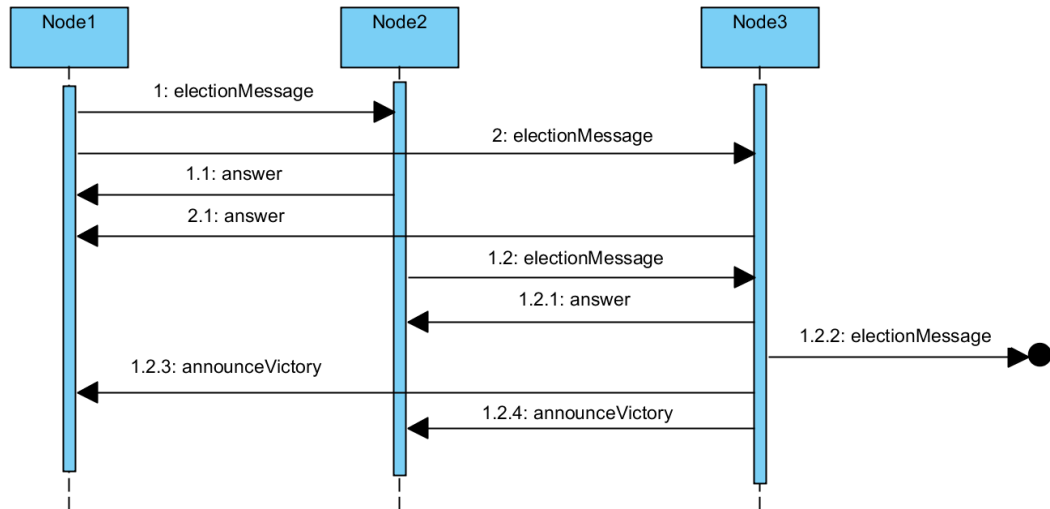 Node1
Node2
Node3
1: electionMessage
2: electionMessage
1.1: answer
2.1: answer
1.2: electionMessage
1.2.1: answer
1.2.2: electionMessage
1.2.3: announceVictory
1.2.4: announceVictory